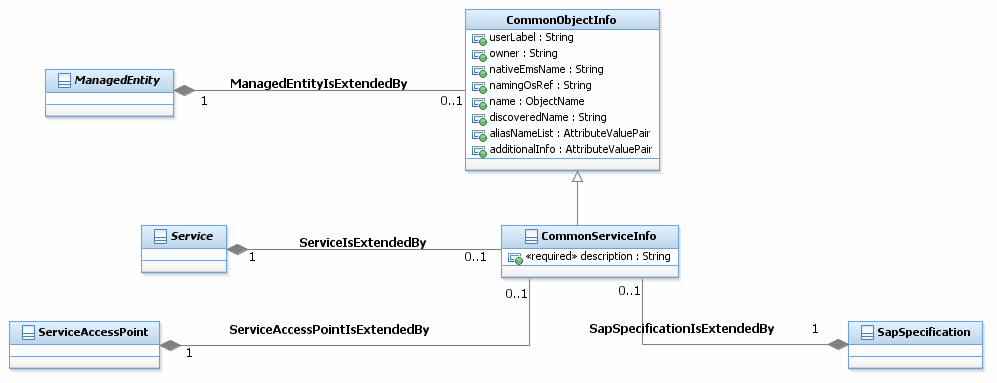 CommonObjectInfo
userLabel : String
owner : String
nativeEmsName : String
namingOsRef : String
name : ObjectName
discoveredName : String
aliasNameList : AttributeValuePair
additionalInfo : AttributeValuePair
ManagedEntity
ManagedEntityIsExtendedBy
1
0..1
Service
ServiceIsExtendedBy
1
0..1
CommonServiceInfo
«required» description : String
0..1
0..1
ServiceAccessPoint
ServiceAccessPointIsExtendedBy
1
SapSpecificationIsExtendedBy
1
SapSpecification